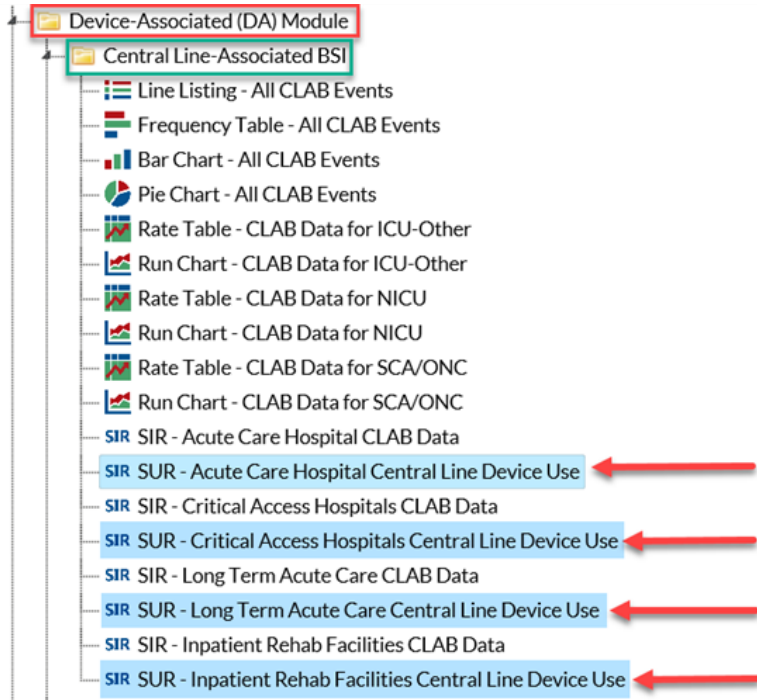 Device-Associated (DA) Module
Central Line-Associated BSI
Line Listing - All CLAB Events
Frequency Table - All CLAB Events
Bar Chart - All CLAB Events
Pie Chart - All CLAB Events
Rate Table - CLAB Data for ICU-Other
Run Chart - CLAB Data for ICU-Other
Rate Table - CLAB Data for NICU
Run Chart - CLAB Data for NICU
Rate Table - CLAB Data for SCA/ONC
Run Chart - CLAB Data for SCA/ONC
SIR SIR - Acute Care Hospital CLAB Data
SIR SUR - Acute Care Hospital Central Line Device Use
SIR SIR - Critical Access Hospitals CLAB Data
SIR SUR - Critical Access Hospitals Central Line Device Use
SIR SIR - Long Term Acute Care CLAB Data
SIR SUR - Long Term Acute Care Central Line Device Use
SIR SIR - Inpatient Rehab Facilities CLAB Data
SIR SUR - Inpatient Rehab Facilities Central Line Device Use